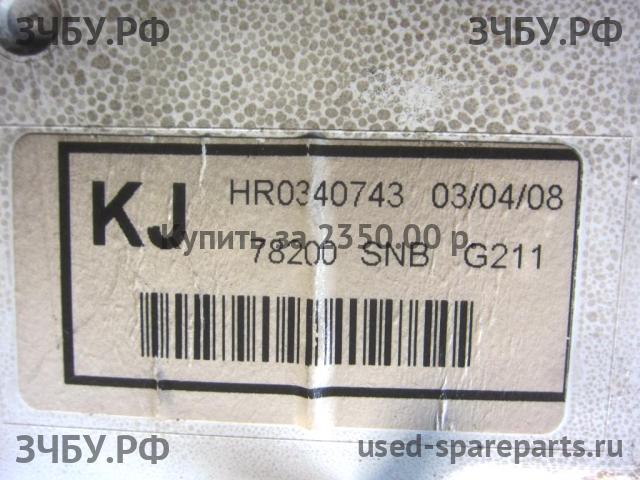 ЗЧБУ.РФ ЗЧБУ.РФ
KJ HR0340743 03/04/08
Купить за 2350.00 р.
78200 SNB G211
ЗЧБУ.РФ used-spareparts.ru